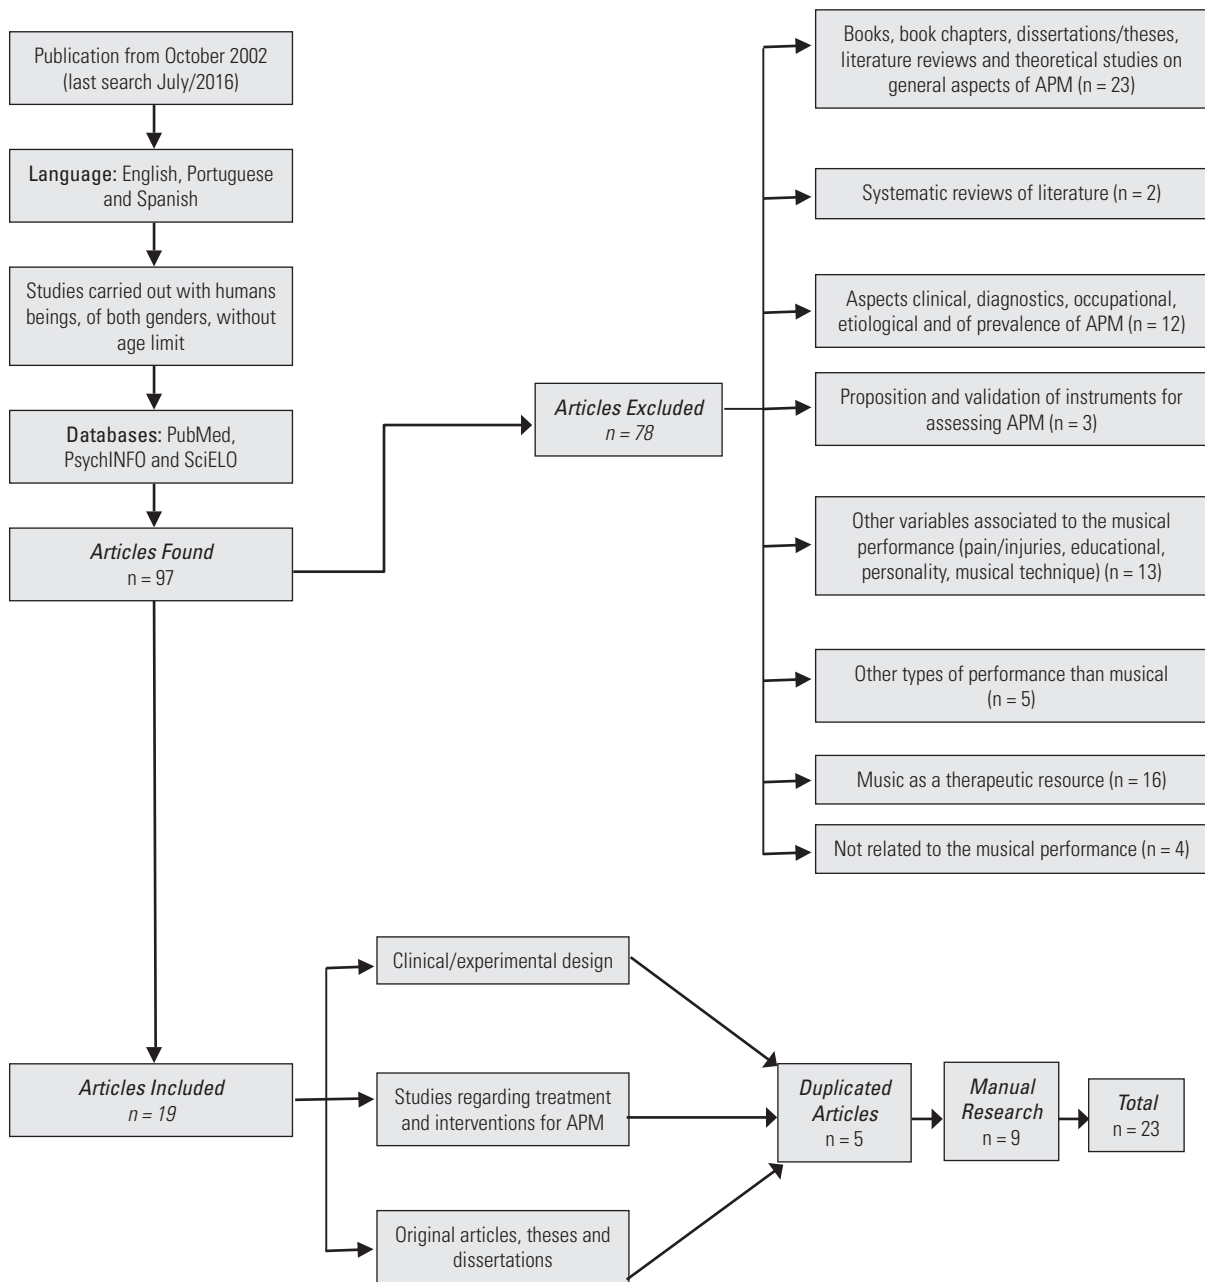 Publication from October 2002
(last search July/2016)
Language: English, Portuguese
and Spanish
Studies carried out with humans
beings, of both genders, without
age limit
Databases: PubMed,
PsychINFO and SciELO
Articles Found
n = 97
Articles Excluded
n = 78
Books, book chapters, dissertations/theses,
literature reviews and theoretical studies on
general aspects of APM (n = 23)
Systematic reviews of literature (n = 2)
Aspects clinical, diagnostics, occupational,
etiological and of prevalence of APM (n = 12)
Proposition and validation of instruments for
assessing APM (n = 3)
Other variables associated to the musical
performance (pain/injuries, educational,
personality, musical technique) (n = 13)
Other types of performance than musical
(n = 5)
Music as a therapeutic resource (n = 16)
Not related to the musical performance (n = 4)
Articles Included
n = 19
Clinical/experimental design
Studies regarding treatment
and interventions for APM
Original articles, theses and
dissertations
Duplicated
Articles
n = 5
Manual
Research
n = 9
Total
n = 23